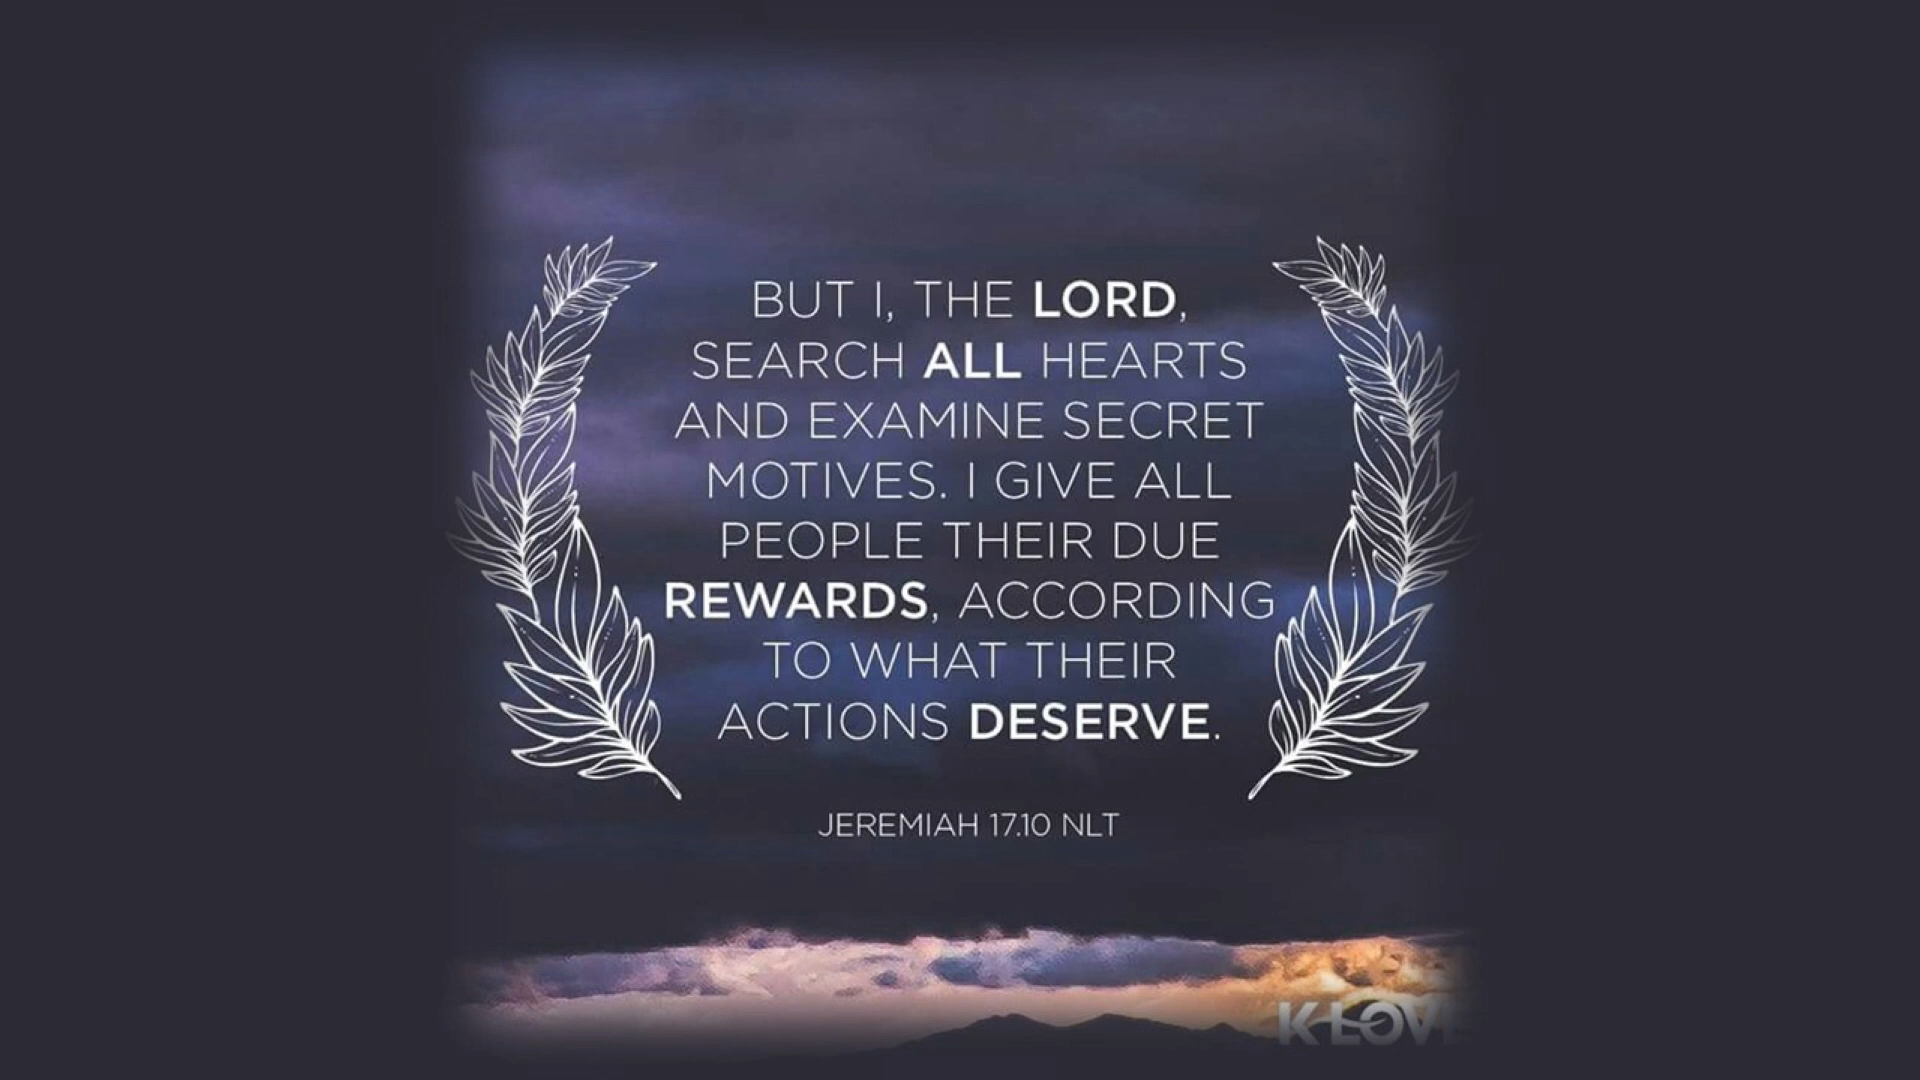 BUT I, THE LORD,
SEARCH ALL HEARTS
AND EXAMINE SECRET
MOTIVES. I GIVE ALL
PEOPLE THEIR DUE
REWARDS, ACCORDING
TO WHAT THEIR
ACTIONS DESERVE.
JEREMIAH 17.10 NLT
K-LOVE